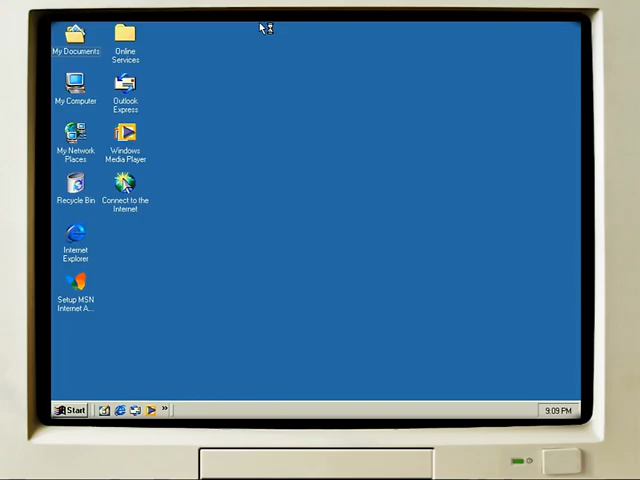 My Documents
Online
Services
My Computer
Outlook
Express
My Network
Places
Windows
Media Player
Recycle Bin
Connect to the
Internet
Internet
Explorer
Setup MSN
Internet A...
Start
»
9:09 PM